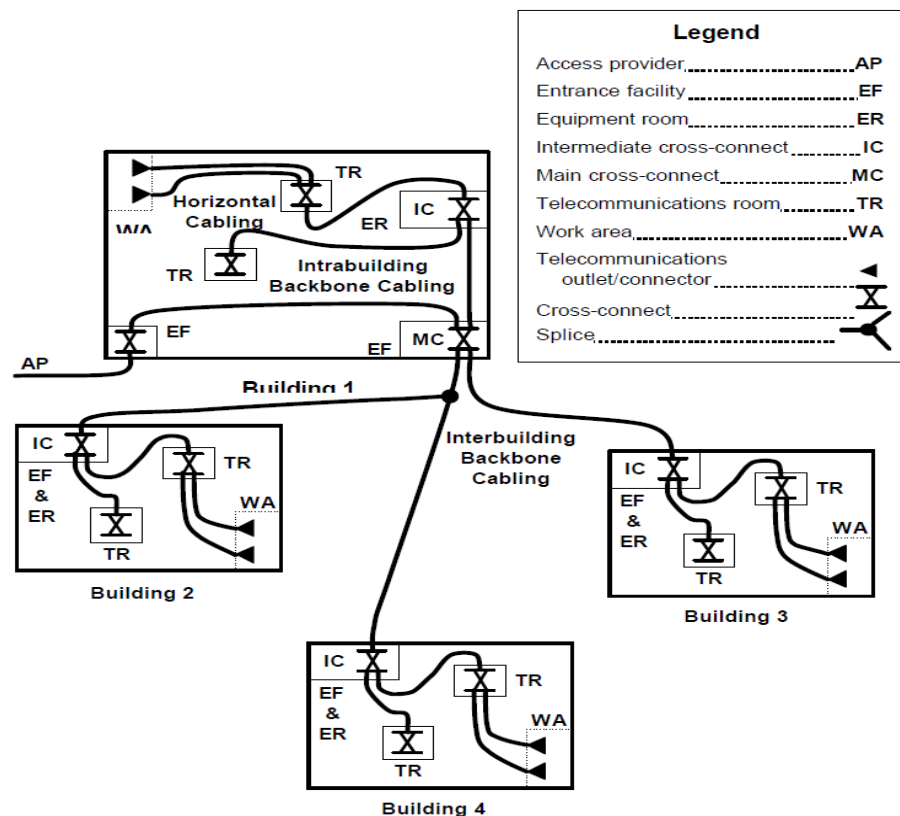 Legend
Access provider AP
Entrance facility EF
Equipment room ER
Intermediate cross-connect IC
Main cross-connect MC
Telecommunications room TR
Work area WA
Telecommunications
outlet/connector
Cross-connect
Splice
TR
Horizontal
Cabling
WA
ER
IC
TR
Intrabuilding
Backbone Cabling
EF
EF
MC
AP
Building 1
Interbuilding
Backbone
Cabling
IC
TR
EF
&
ER
WA
TR
Building 2
IC
TR
EF
&
ER
WA
TR
Building 3
IC
TR
EF
&
ER
WA
TR
Building 4